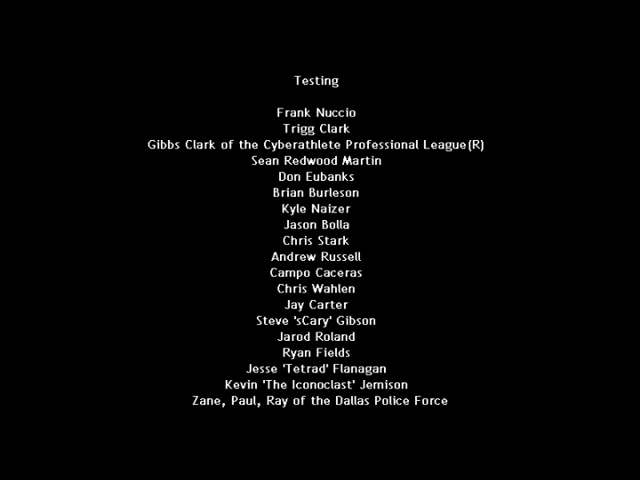 Testing
Frank Nuccio
Trigg Clark
Gibbs Clark of the Cyberathlete Professional League(R)
Sean Redwood Martin
Don Eubanks
Brian Burleson
Kyle Naizer
Jason Bolla
Chris Stark
Andrew Russell
Campo Caceras
Chris Wahlen
Jay Carter
Steve 'sCary' Gibson
Jarod Roland
Ryan Fields
Jesse 'Tetrad' Flanagan
Kevin 'The Iconoclast' Jemison
Zane, Paul, Ray of the Dallas Police Force